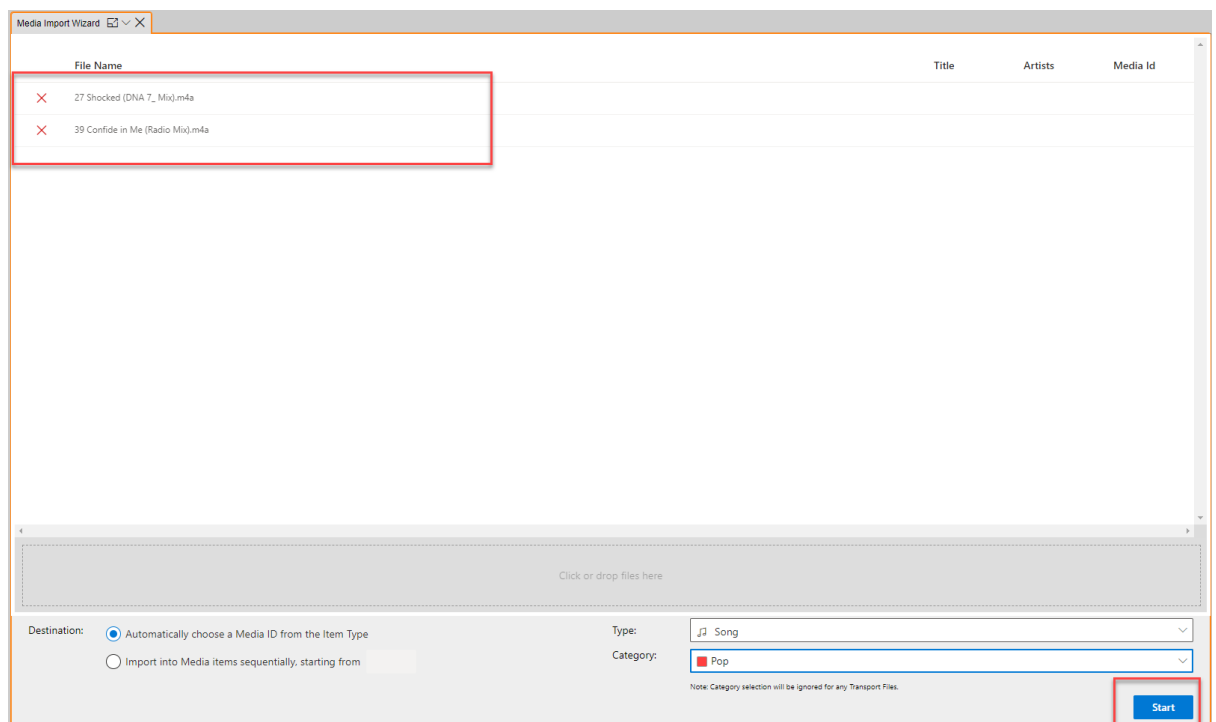 Media Import Wizard
File Name Title Artists Media Id
27 Shocked (DNA 7_ Mix).m4a
39 Confide in Me (Radio Mix).m4a
Click or drop files here
Destination: Automatically choose a Media ID from the Item Type Type: Song
Import into Media items sequentially, starting from Category: Pop
Note: Category selection will be ignored for any Transport Files.
Start